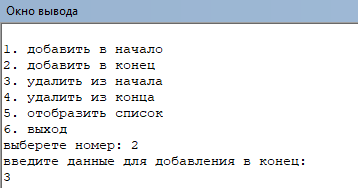 Окно вывода
1. добавить в начало
2. добавить в конец
3. удалить из начала
4. удалить из конца
5. отобразить список
6. выход
выберете номер: 2
введите данные для добавления в конец:
3